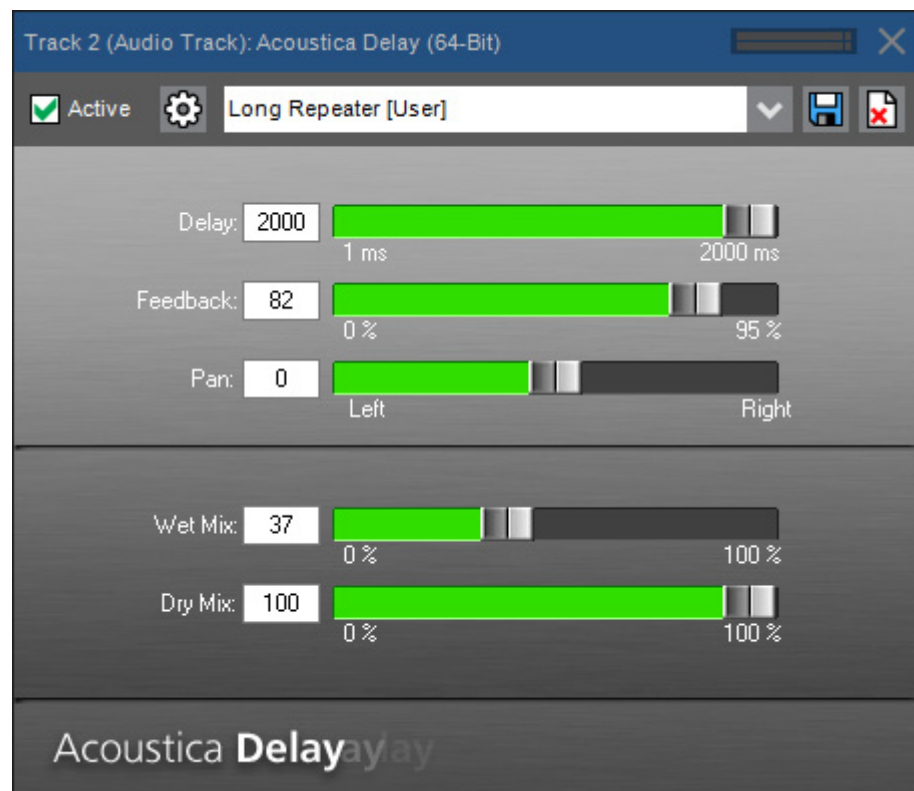 Track 2 (Audio Track): Acoustica Delay (64-Bit)
Active Long Repeater [User]
Delay: 2000
1 ms 2000 ms
Feedback: 82
0 % 95 %
Pan: 0
Left Right
Wet Mix: 37
0 % 100 %
Dry Mix: 100
0 % 100 %
Acoustica Delayaylay